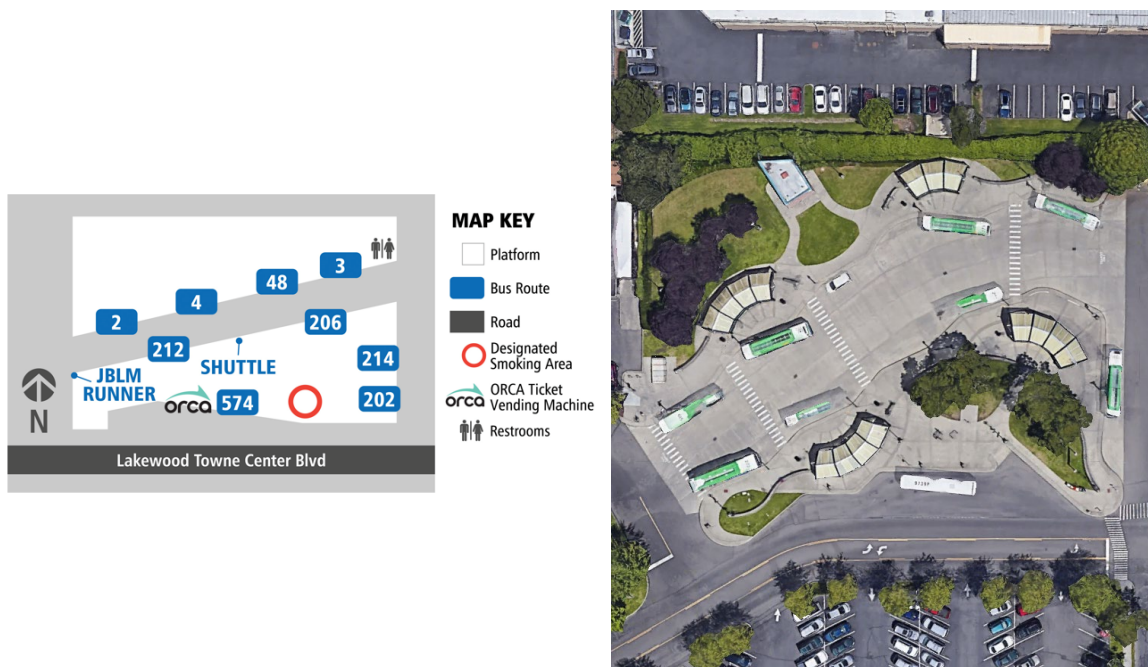 3
48
4
2
206
212
SHUTTLE
214
JBLM
RUNNER
orca
574
202
N
Lakewood Towne Center Blvd
MAP KEY
Platform
Bus Route
Road
Designated
Smoking Area
orca
ORCA Ticket
Vending Machine
Restrooms